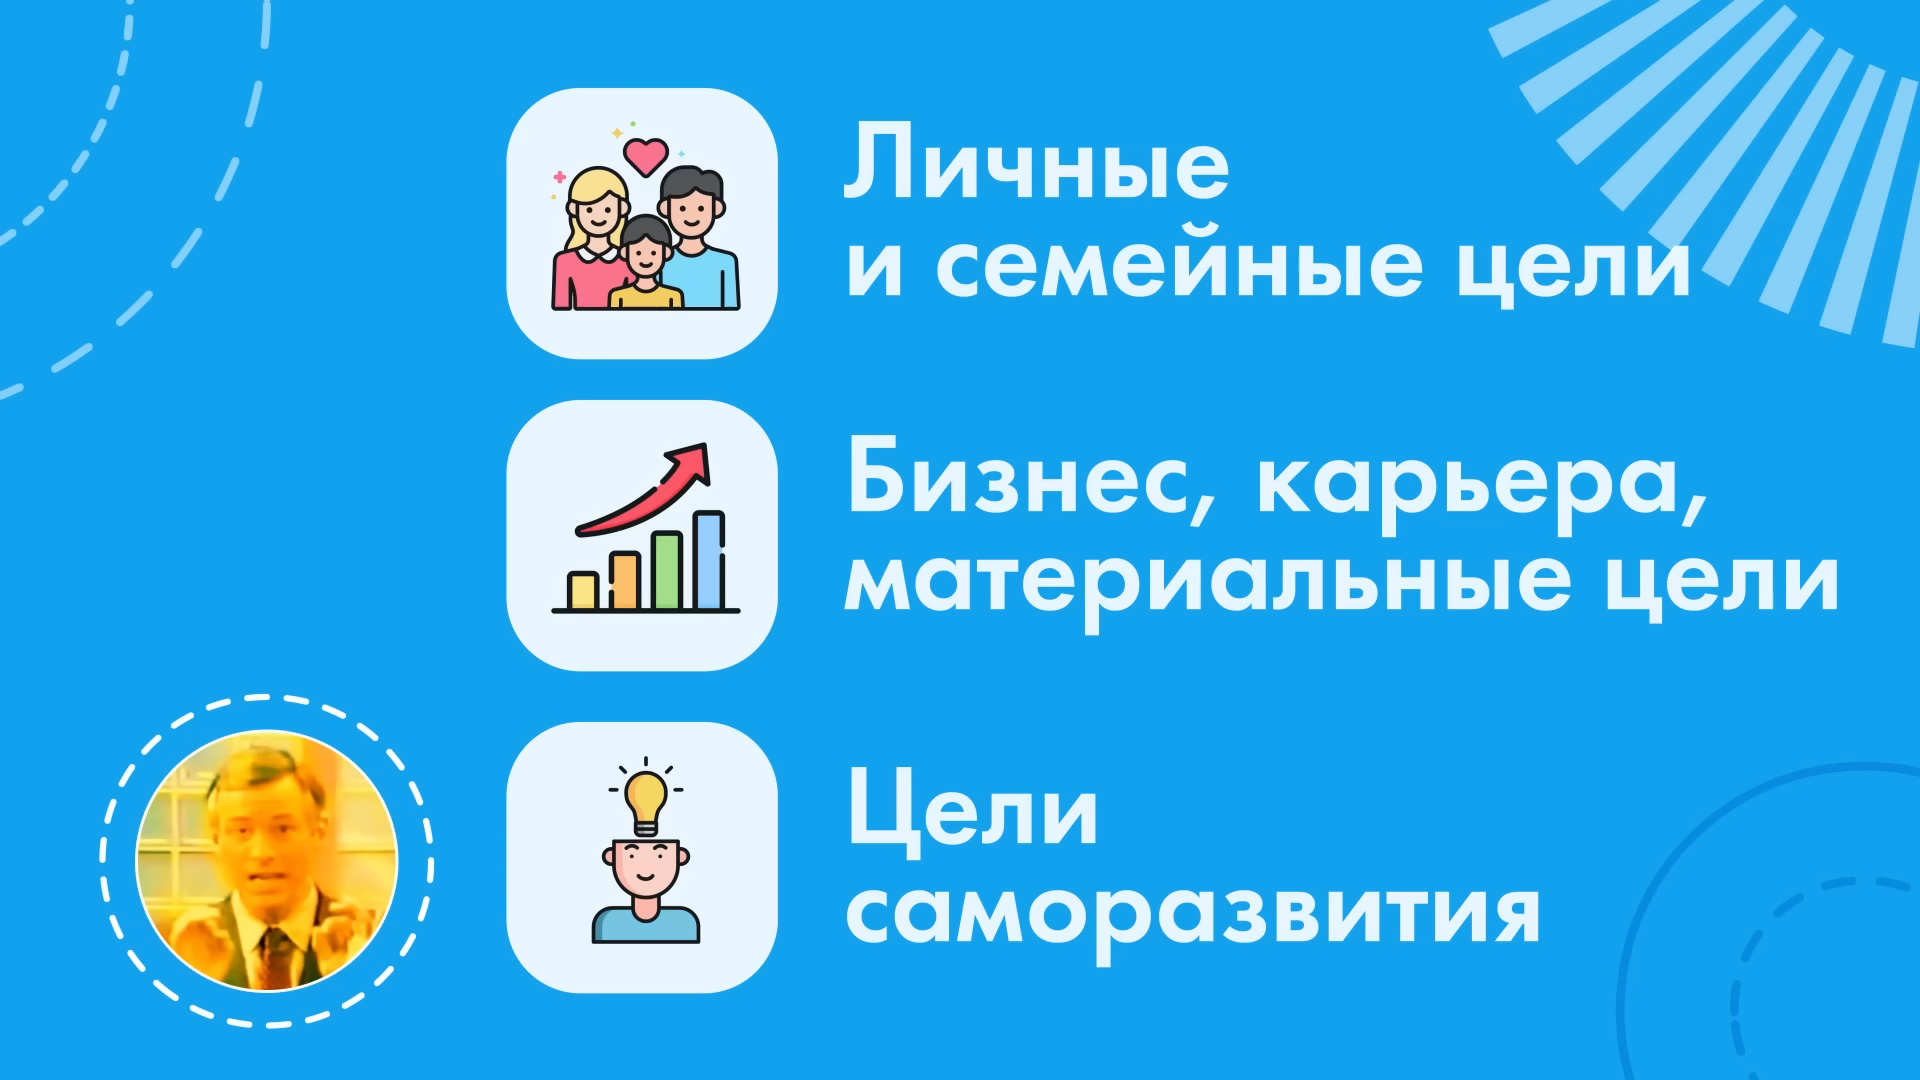 Личные
и семейные цели
Бизнес, карьера,
материальные цели
Цели
саморазвития